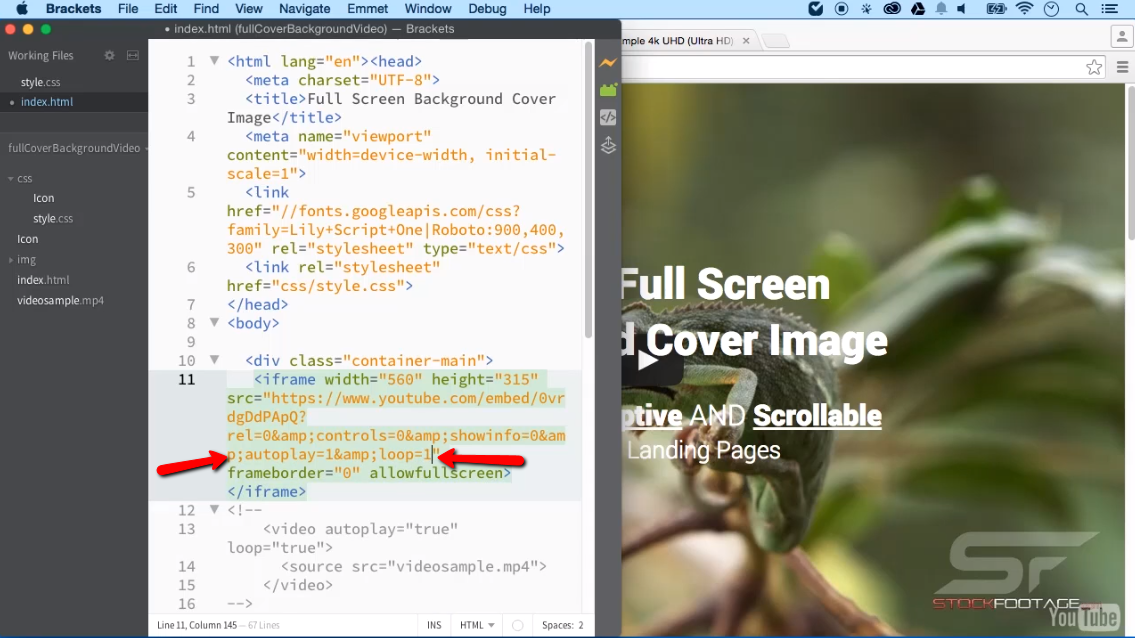 Brackets File Edit Find View Navigate Emmet Window Debug Help
• index.html (fullCoverBackgroundVideo) — Brackets
Working Files
style.css
• index.html
fullCoverBackgroundVideo
css
Icon
style.css
Icon
img
index.html
videosample.mp4
1 <html lang="en"><head>
2 <meta charset="UTF-8">
3 <title>Full Screen Background Cover
Image</title>
4 <meta name="viewport"
content="width=device-width, initial-
scale=1">
5 <link
href="//fonts.googleapis.com/css?
family=Lily+Script+One|Roboto:900,400,
300" rel="stylesheet" type="text/css">
6 <link rel="stylesheet"
href="css/style.css">
7 </head>
8 <body>
9
10 <div class="container-main">
11 <iframe width="560" height="315"
src="https://www.youtube.com/embed/0vr
dgDdPApQ?
rel=0&amp;controls=0&amp;showinfo=0&am
p;autoplay=1&amp;loop=1"
frameborder="0" allowfullscreen>
</iframe>
12 <!--
13 <video autoplay="true"
loop="true">
14 <source src="videosample.mp4">
15 </video>
16 -->
Line 11, Column 145 — 67 Lines
INS HTML Spaces: 2
mple 4k UHD (Ultra HD)
Full Screen
d Cover Image
ptive AND Scrollable
Landing Pages
SF
STOCKFOOTAGE
YouTube